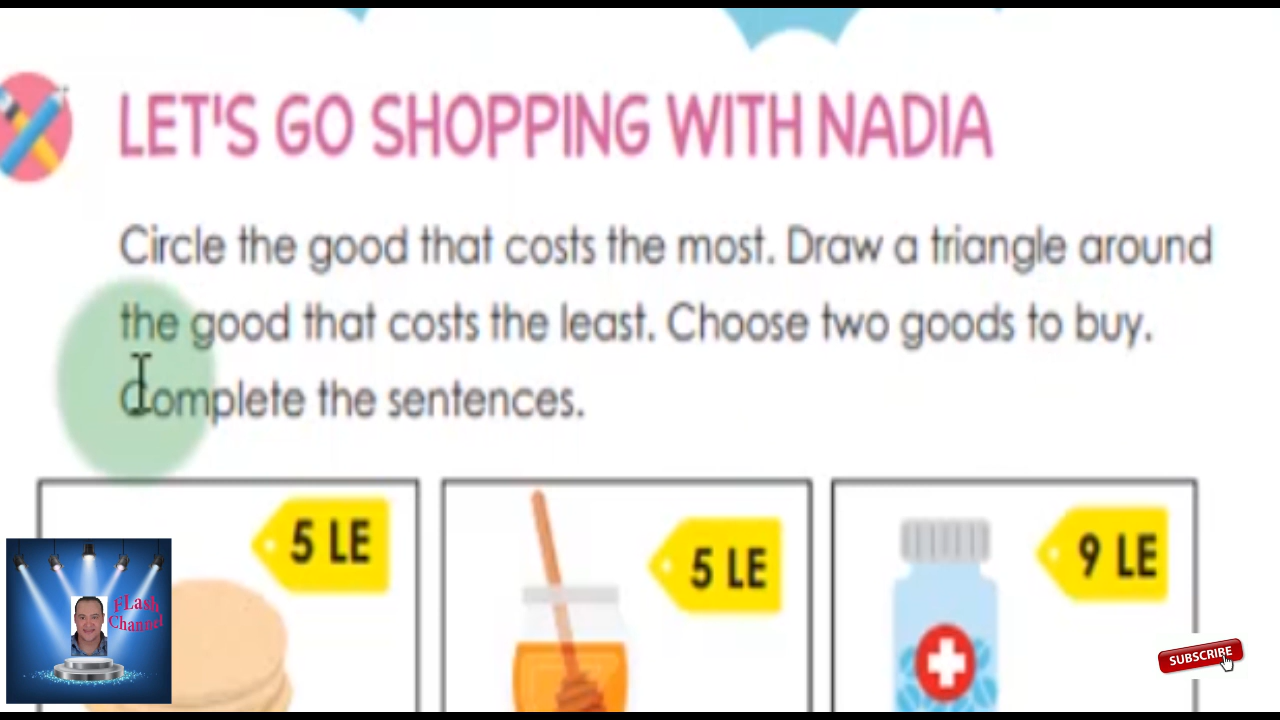 LET'S GO SHOPPING WITH NADIA
Circle the good that costs the most. Draw a triangle around
the good that costs the least. Choose two goods to buy.
Complete the sentences.
5 LE
5 LE
9 LE
FLash
Channel
SUBSCRIBE